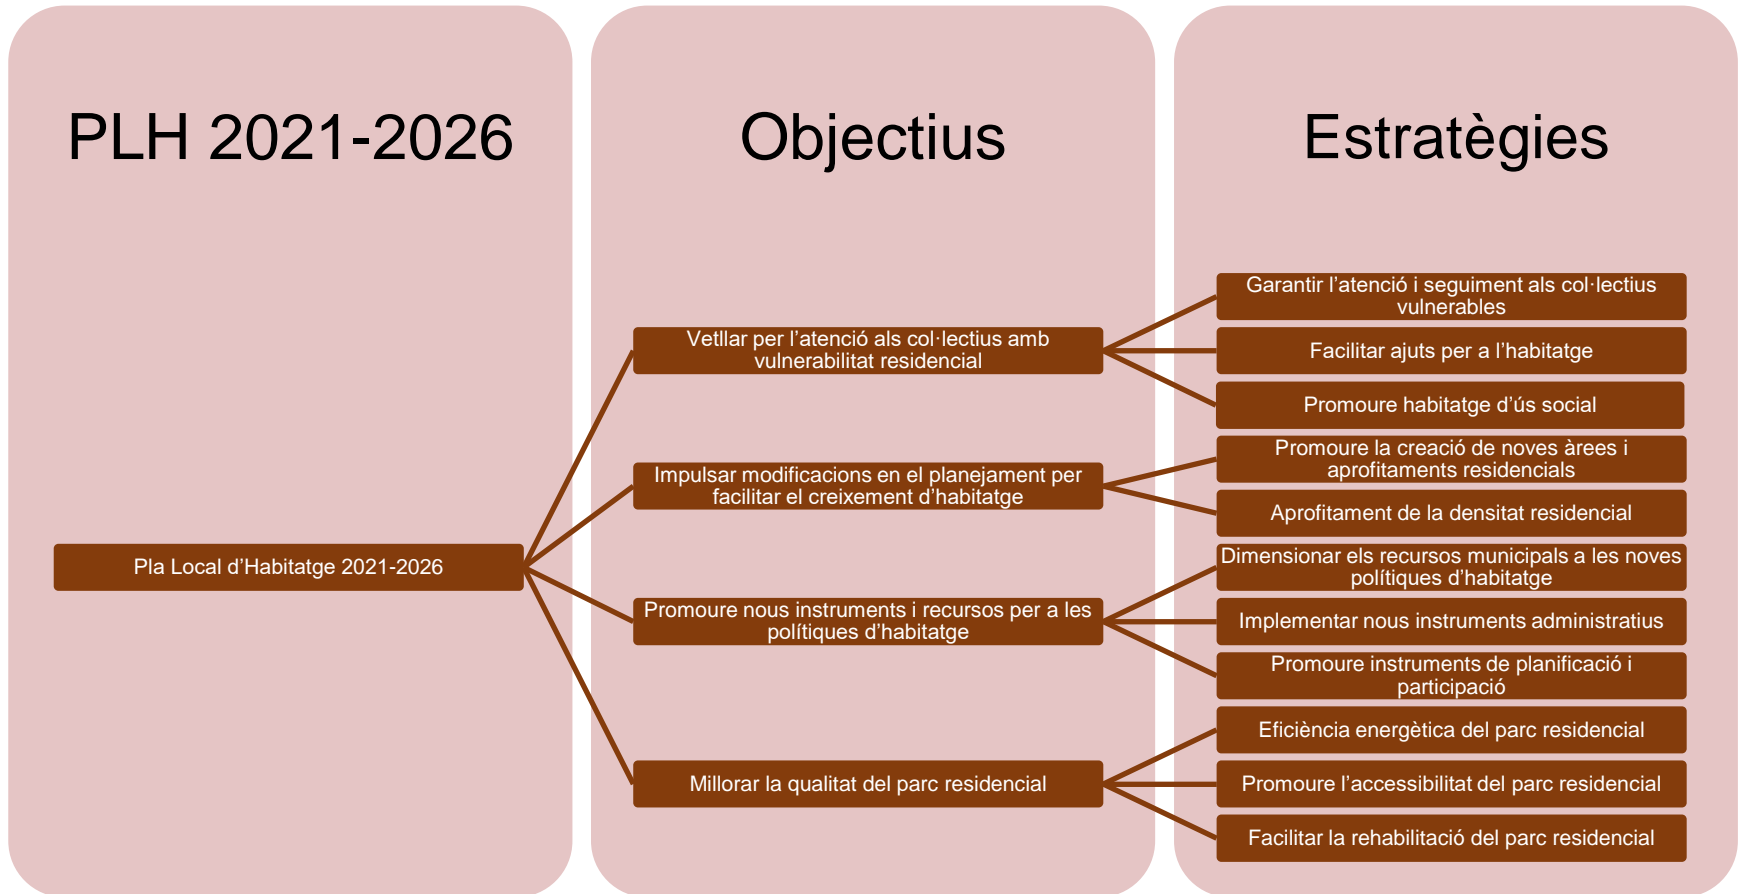 PLH 2021-2026
Objectius
Estratègies
Pla Local d’Habitatge 2021-2026
Vetllar per l’atenció als col·lectius amb
vulnerabilitat residencial
Garantir l’atenció i seguiment als col·lectius
vulnerables
Facilitar ajuts per a l’habitatge
Promoure habitatge d’ús social
Impulsar modificacions en el planejament per
facilitar el creixement d’habitatge
Promoure la creació de noves àrees i
aprofitaments residencials
Aprofitament de la densitat residencial
Promoure nous instruments i recursos per a les
polítiques d’habitatge
Dimensionar els recursos municipals a les noves
polítiques d’habitatge
Implementar nous instruments administratius
Promoure instruments de planificació i
participació
Millorar la qualitat del parc residencial
Eficiència energètica del parc residencial
Promoure l’accessibilitat del parc residencial
Facilitar la rehabilitació del parc residencial